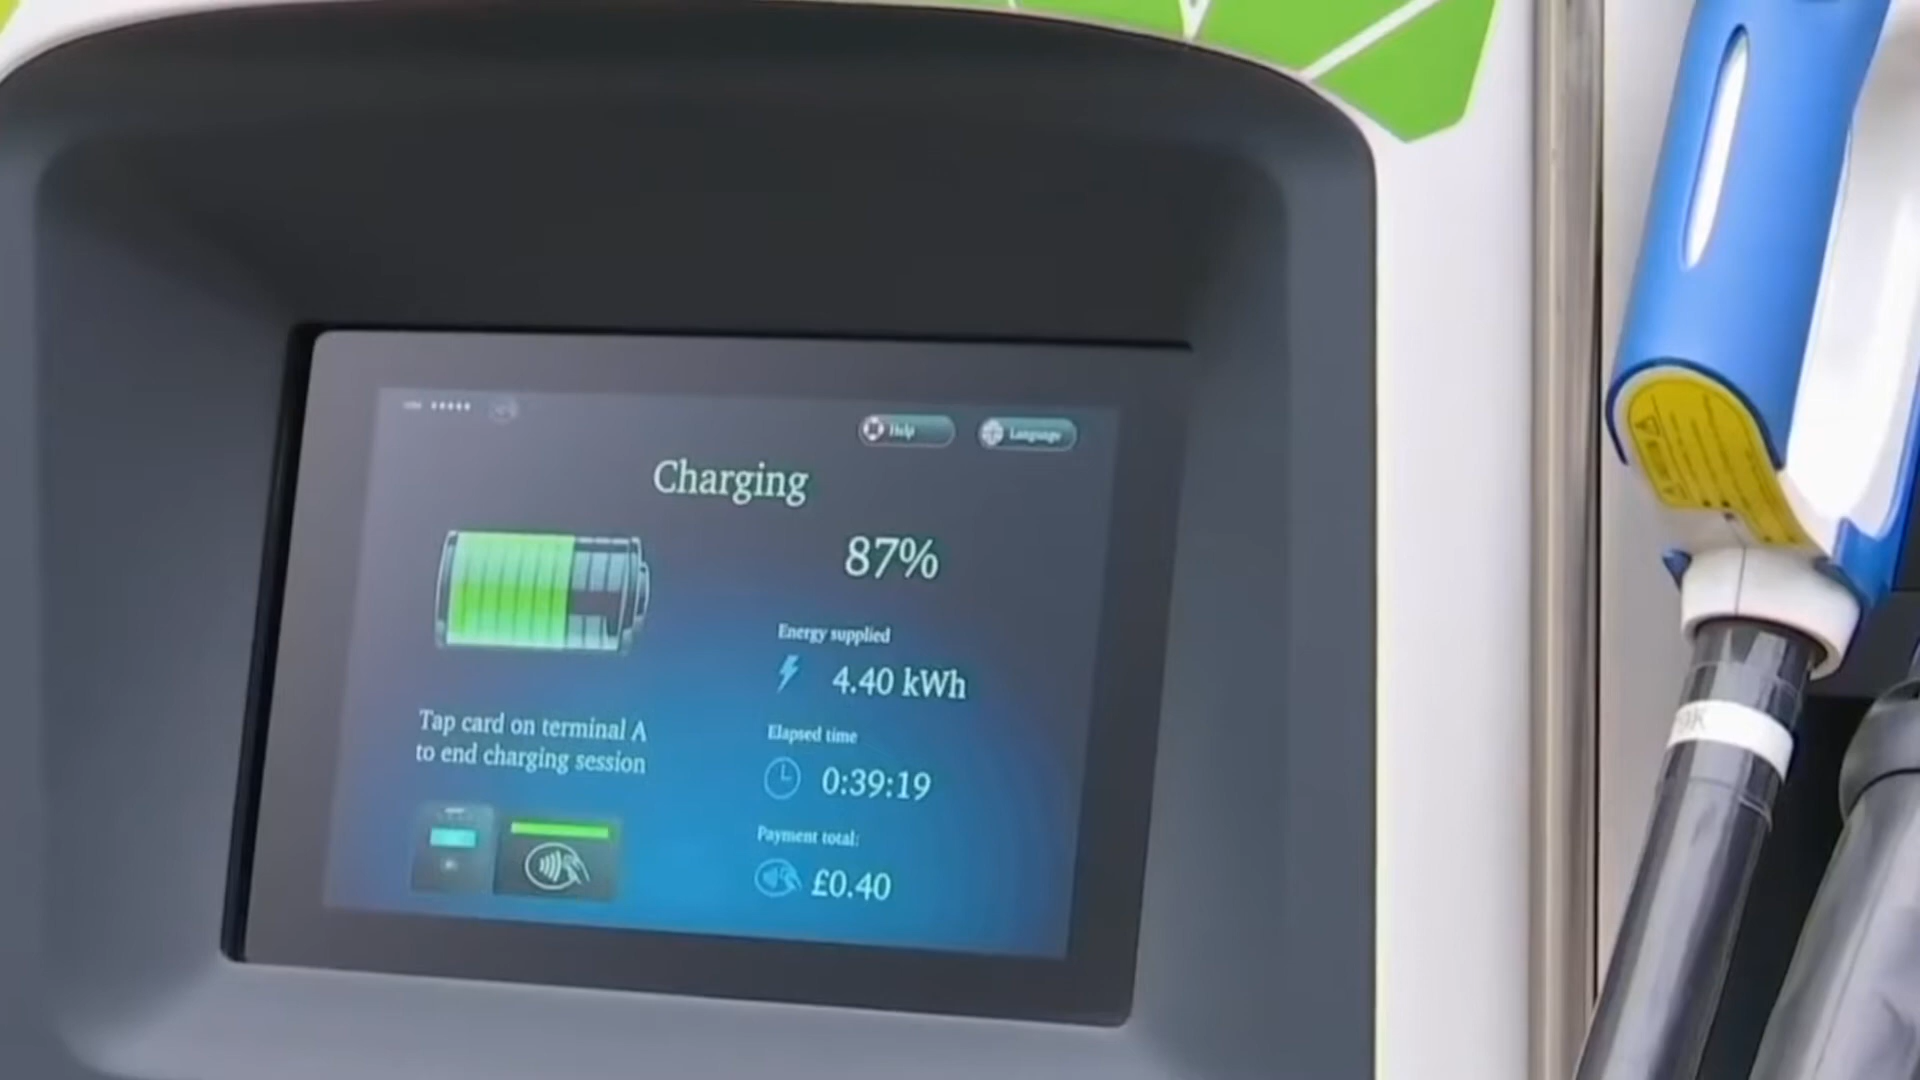 Help
Language
Charging
87%
Energy supplied
4.40 kWh
Tap card on terminal A
to end charging session
Elapsed time
0:39:19
Payment total:
£0.40